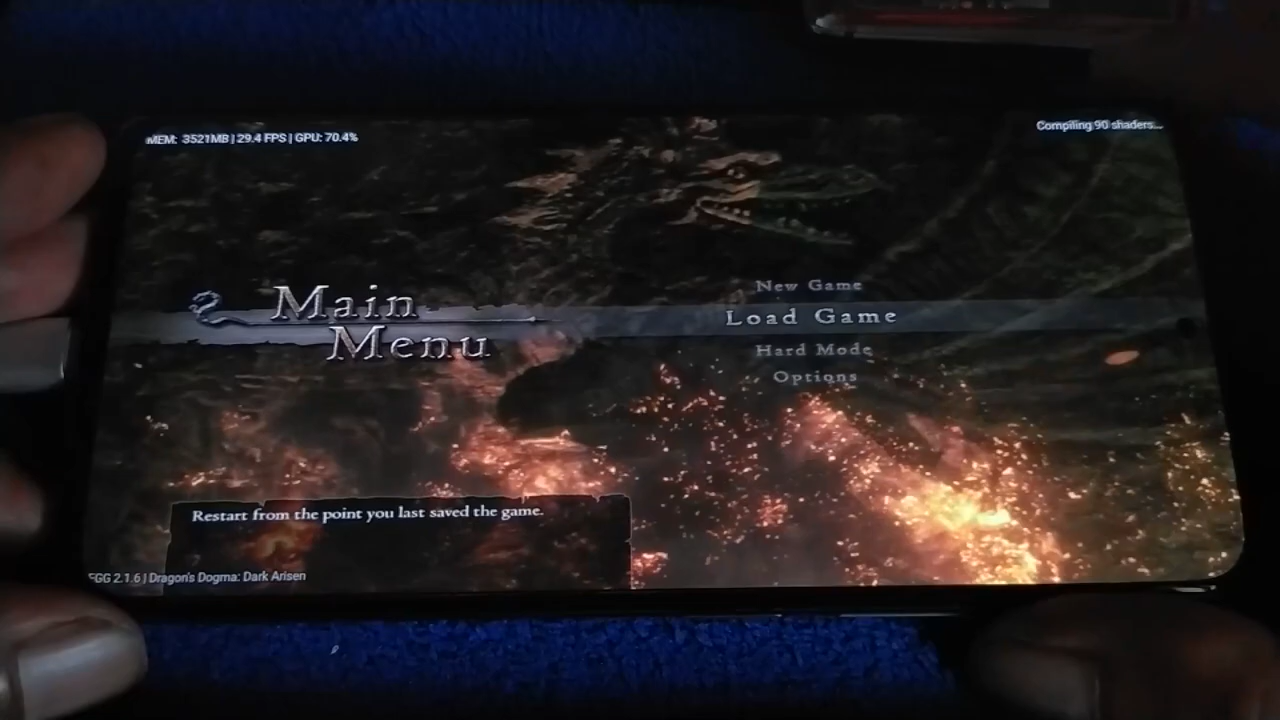 MEM: 3521MB | 29.4 FPS | GPU: 70.4%
Compiling 90 shaders...
Main
Menu
New Game
Load Game
Hard Mode
Options
Restart from the point you last saved the game.
EGG 2.1.6 | Dragon's Dogma: Dark Arisen